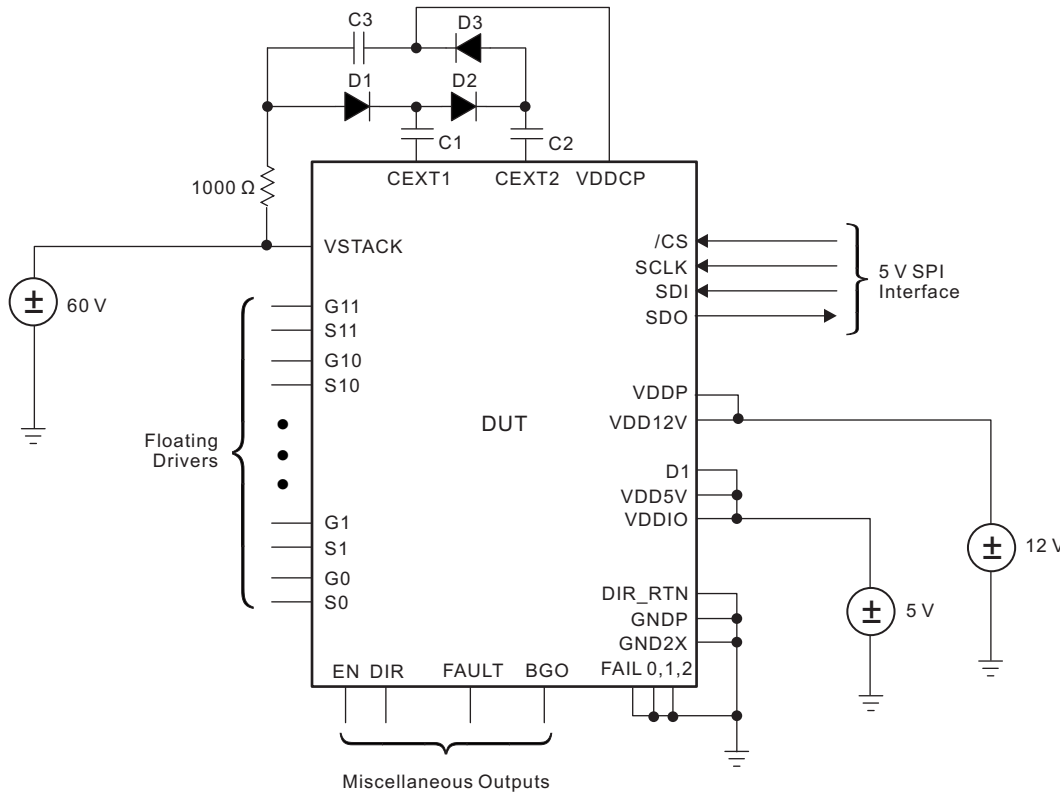 C3
D3
D1
D2
C1
C2
1000 Ω
CEXT1
CEXT2
VDDCP
VSTACK
60 V
±
/CS
SCLK
SDI
SDO
5 V SPI
Interface
G11
S11
G10
S10
Floating
Drivers
G1
S1
G0
S0
DUT
VDDP
VDD12V
D1
VDD5V
VDDIO
±
12 V
±
5 V
DIR_RTN
GNDP
GND2X
FAIL 0,1,2
EN
DIR
FAULT
BGO
Miscellaneous Outputs